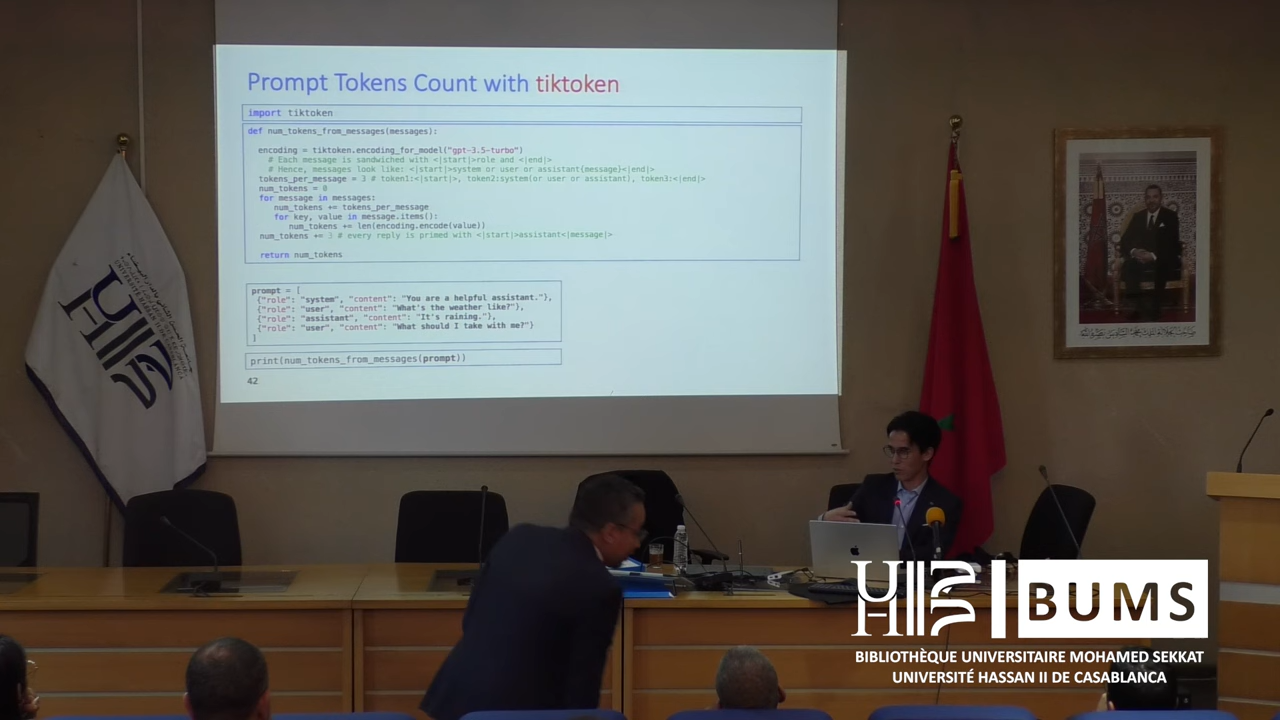 Prompt Tokens Count with tiktoken
import tiktoken
def num_tokens_from_messages(messages):
encoding = tiktoken.encoding_for_model("gpt-3.5-turbo")
# Each message is sandwiched with <|start|>role and <|end|>
# Hence, messages look like: <|start|>system or user or assistant{message}<|end|>
tokens_per_message = 3 # token1:<|start|>, token2:system(or user or assistant), token3:<|end|>
num_tokens = 0
for message in messages:
num_tokens += tokens_per_message
for key, value in message.items():
num_tokens += len(encoding.encode(value))
num_tokens += 3 # every reply is primed with <|start|>assistant<|message|>
return num_tokens
prompt = [
{"role": "system", "content": "You are a helpful assistant."},
{"role": "user", "content": "What's the weather like?"},
{"role": "assistant", "content": "It's raining."},
{"role": "user", "content": "What should I take with me?"}
]
print(num_tokens_from_messages(prompt))
42
UH2C
BUMS
BIBLIOTHÈQUE UNIVERSITAIRE MOHAMED SEKKAT
UNIVERSITÉ HASSAN II DE CASABLANCA